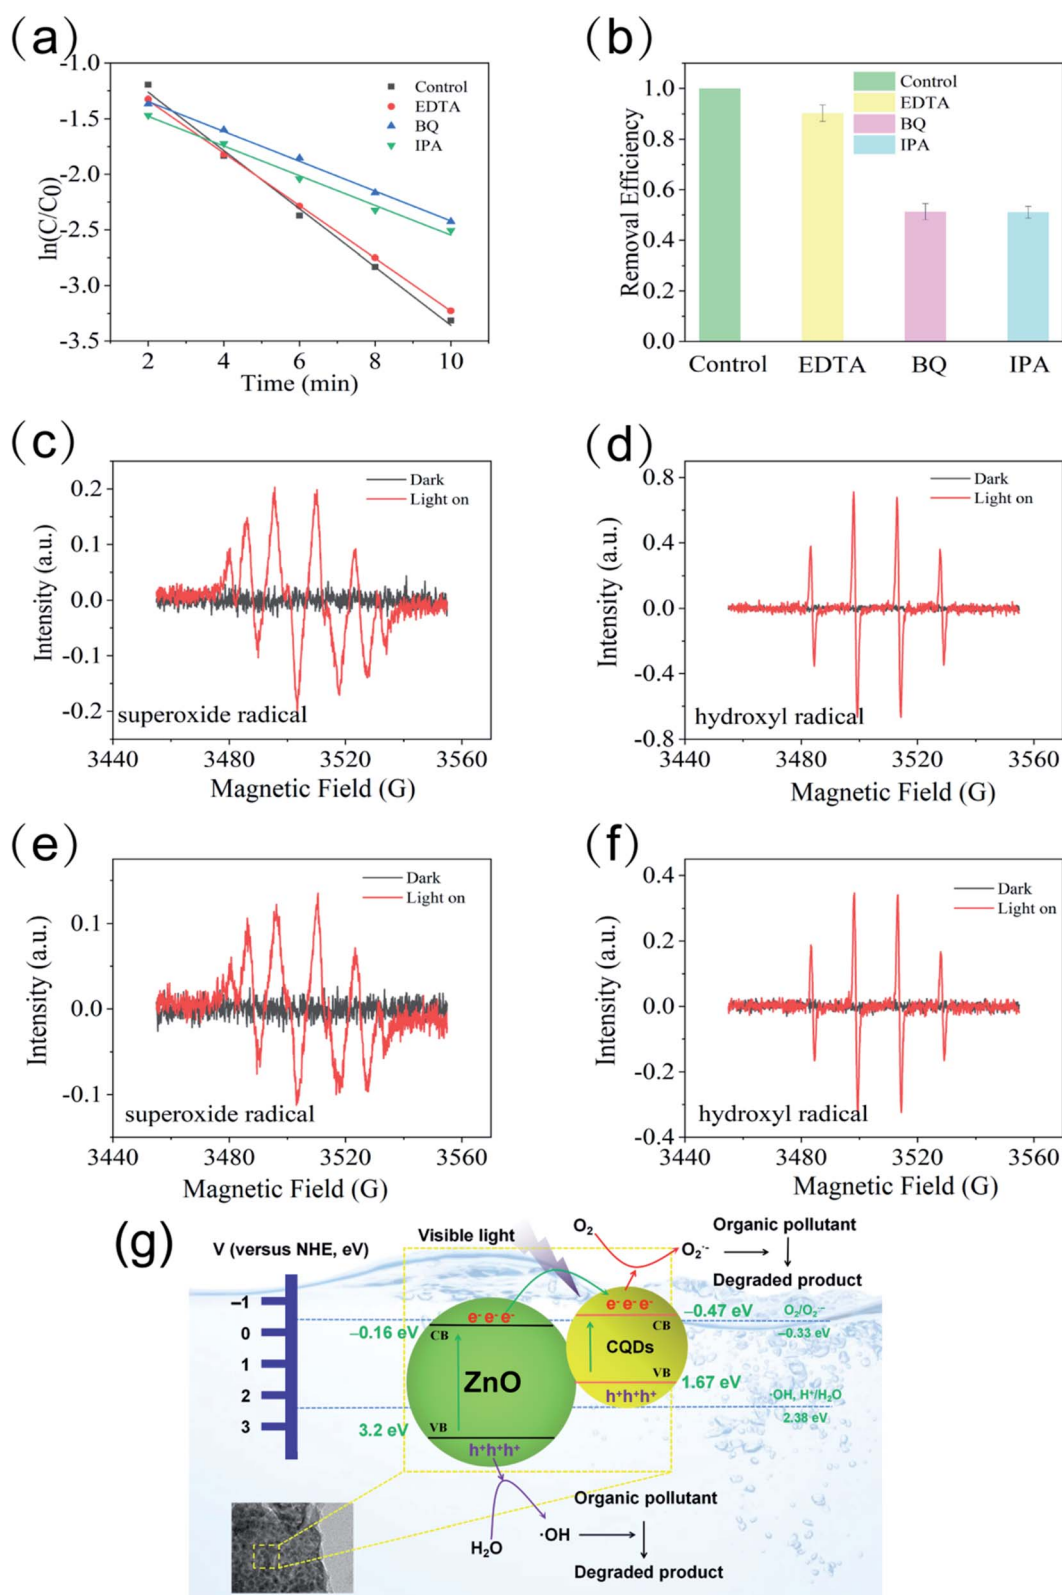 (a)
-1.0
-1.5
-2.0
-2.5
-3.0
-3.5
ln(C/C0)
Control
EDTA
BQ
IPA
2 4 6 8 10
Time (min)
(b)
1.0
0.8
0.6
0.4
0.2
0.0
Removal Efficiency
Control
EDTA
BQ
IPA
Control EDTA BQ IPA
(c)
0.2
0.1
0.0
-0.1
-0.2
Intensity (a.u.)
Dark
Light on
superoxide radical
3440 3480 3520 3560
Magnetic Field (G)
(d)
0.8
0.4
0.0
-0.4
-0.8
Intensity (a.u.)
Dark
Light on
hydroxyl radical
3440 3480 3520 3560
Magnetic Field (G)
(e)
0.1
0.0
-0.1
Intensity (a.u.)
Dark
Light on
superoxide radical
3440 3480 3520 3560
Magnetic Field (G)
(f)
0.4
0.2
0.0
-0.2
-0.4
Intensity (a.u.)
Dark
Light on
hydroxyl radical
3440 3480 3520 3560
Magnetic Field (G)
(g)
V (versus NHE, eV)
–1
0
1
2
3
Visible light
O₂
O₂·-
Organic pollutant
Degraded product
e- e- e-
–0.16 eV
CB
ZnO
3.2 eV
VB
h+h+h+
e- e- e-
–0.47 eV
CB
CQDs
VB
1.67 eV
h+h+h+
O₂/O₂·-
–0.33 eV
·OH, H+/H₂O
2.38 eV
H₂O
·OH
Organic pollutant
Degraded product